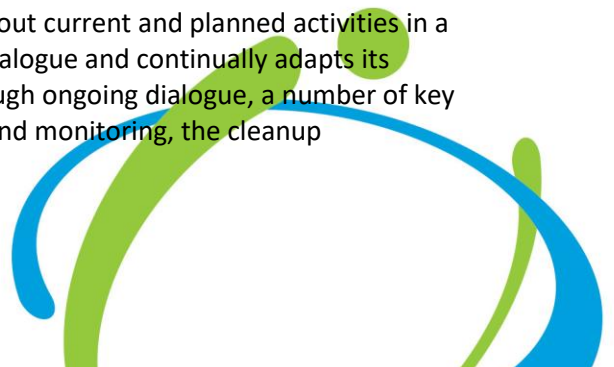 out current and planned activities in a
alogue and continually adapts its
ugh ongoing dialogue, a number of key
nd monitoring, the cleanup